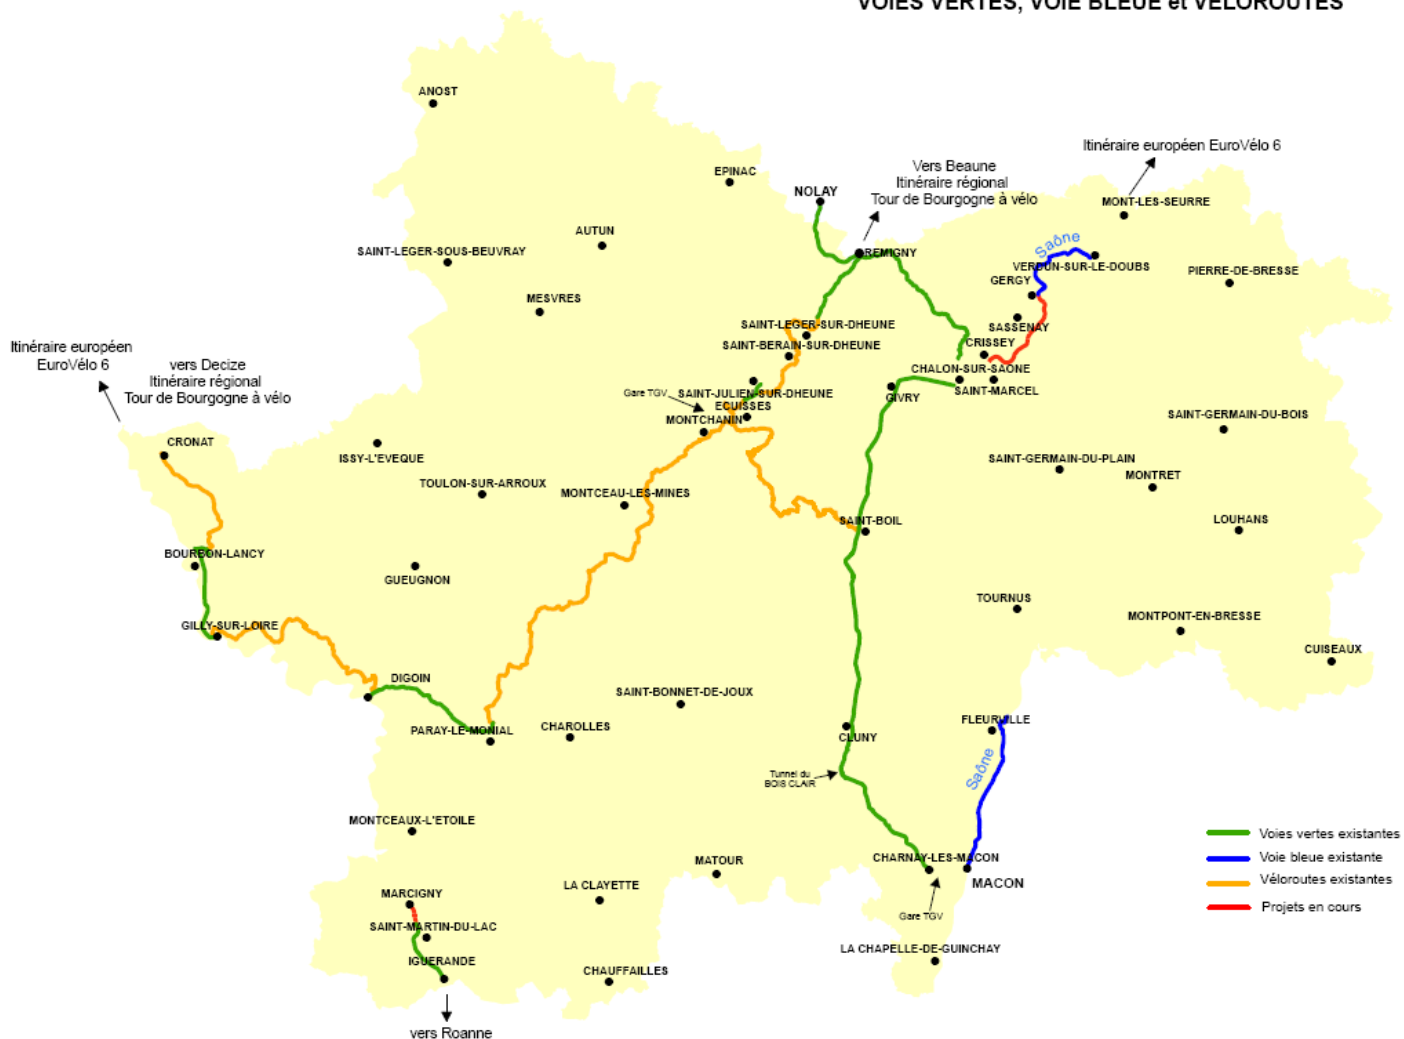 VOIES VERTES, VOIE BLEUE et VELOROUTES
ANOST
Itinéraire européen EuroVélo 6
EPINAC
Vers Beaune
Itinéraire régional
Tour de Bourgogne à vélo
NOLAY
MONT-LES-SEURRE
AUTUN
SAINT-LEGER-SOUS-BEUVRAY
REMIGNY
Saône
VERDUN-SUR-LE-DOUBS
PIERRE-DE-BRESSE
GERGY
MESVRES
SAINT-LEGER-SUR-DHEUNE
SASSENAY
SAINT-BERAIN-SUR-DHEUNE
CRISSEY
Itinéraire européen
EuroVélo 6
vers Decize
Itinéraire régional
Tour de Bourgogne à vélo
CHALON-SUR-SAONE
SAINT-MARCEL
Gare TGV
SAINT-JULIEN-SUR-DHEUNE
GIVRY
ECUISSES
MONTCHANIN
SAINT-GERMAIN-DU-BOIS
CRONAT
ISSY-L'EVEQUE
SAINT-GERMAIN-DU-PLAIN
MONTRET
TOULON-SUR-ARROUX
MONTCEAU-LES-MINES
SAINT-BOIL
LOUHANS
BOURBON-LANCY
GUEUGNON
TOURNUS
MONTPONT-EN-BRESSE
GILLY-SUR-LOIRE
CUISEAUX
DIGOIN
SAINT-BONNET-DE-JOUX
FLEURVILLE
PARAY-LE-MONIAL
CHAROLLES
CLUNY
Saône
Tunnel du
BOIS CLAIR
MONTCEAUX-L'ETOILE
Voies vertes existantes
MATOUR
CHARNAY-LES-MACON
Voie bleue existante
MACON
Véloroutes existantes
LA CLAYETTE
MARCIGNY
Projets en cours
Gare TGV
SAINT-MARTIN-DU-LAC
LA CHAPELLE-DE-GUINCHAY
IGUERANDE
CHAUFFAILLES
vers Roanne